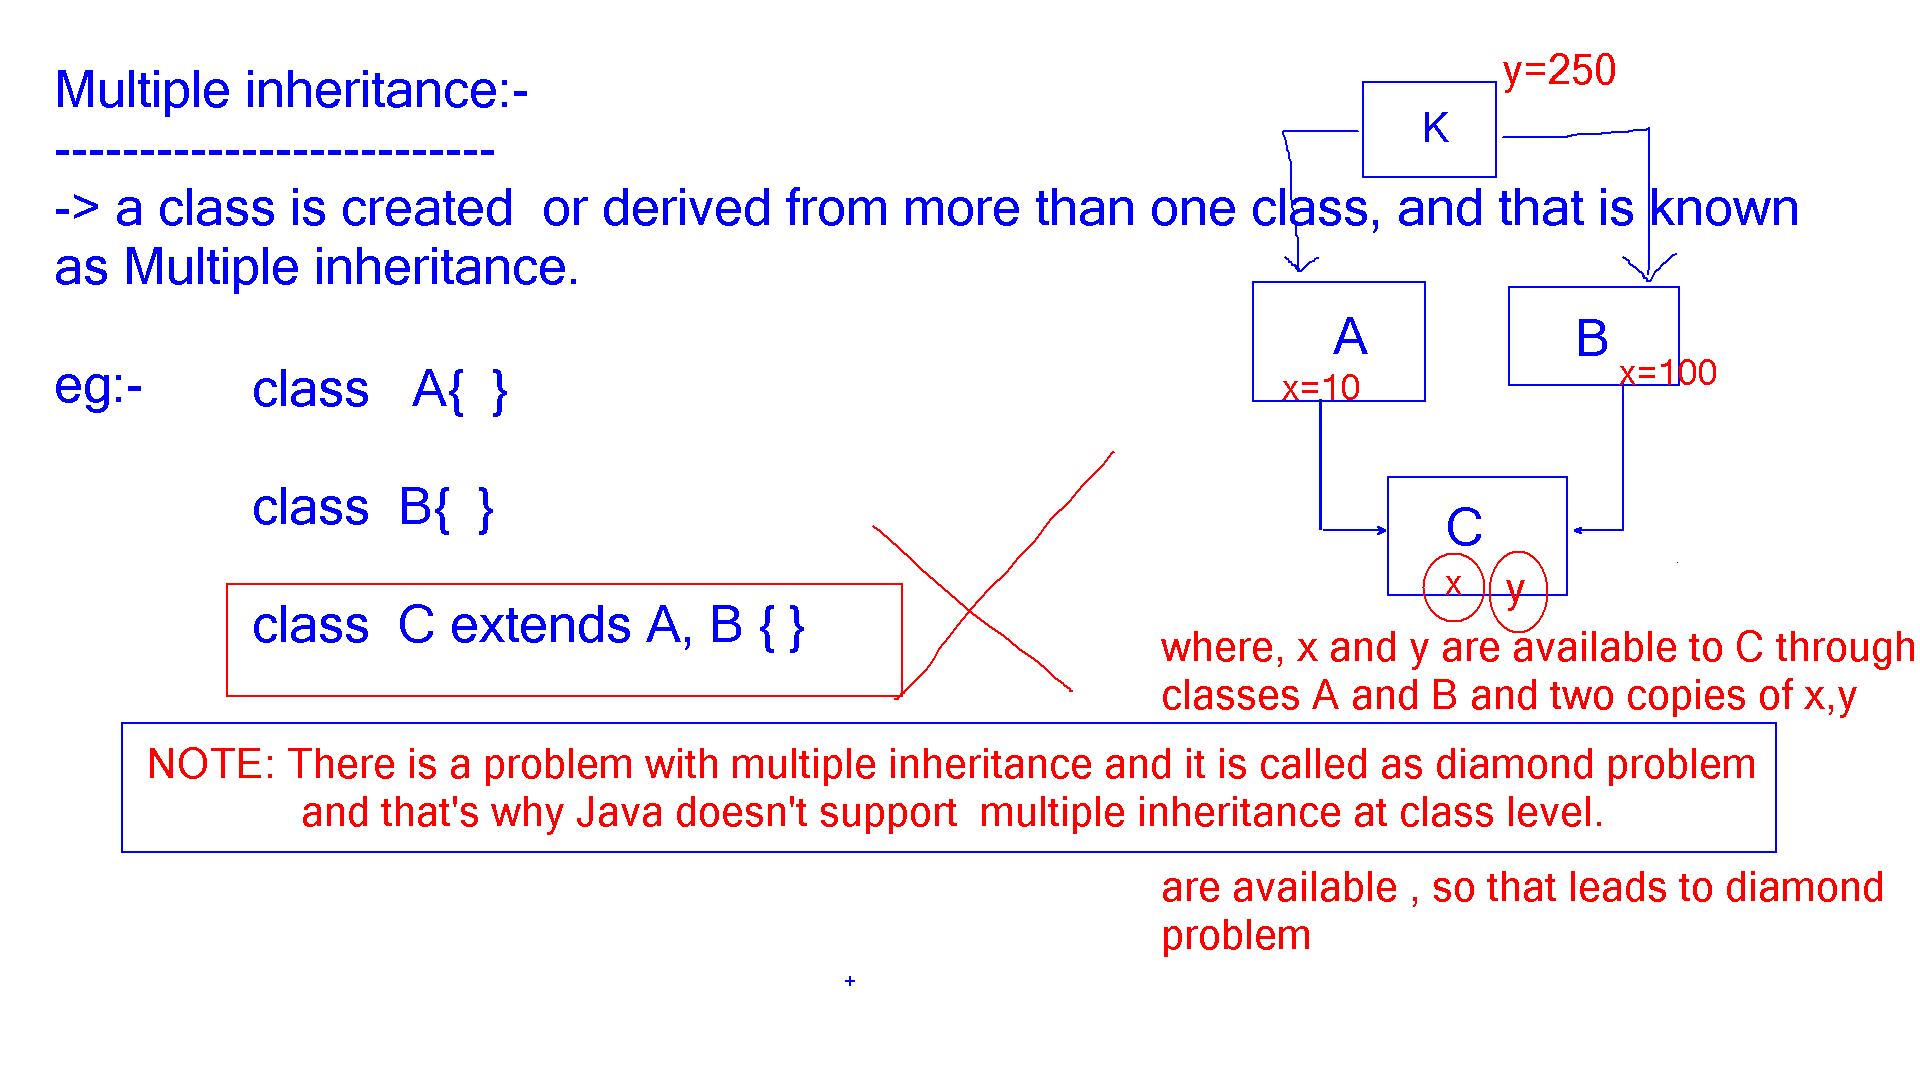 Multiple inheritance:-
--------------------------
-> a class is created  or derived from more than one class, and that is known
as Multiple inheritance.
eg:-	class   A{  }
class  B{  }
class  C extends A, B { }
y=250
K
A
B
x=10
x=100
C
x
y
where, x and y are available to C through
classes A and B and two copies of x,y
NOTE: There is a problem with multiple inheritance and it is called as diamond problem
and that's why Java doesn't support  multiple inheritance at class level.
are available , so that leads to diamond
problem